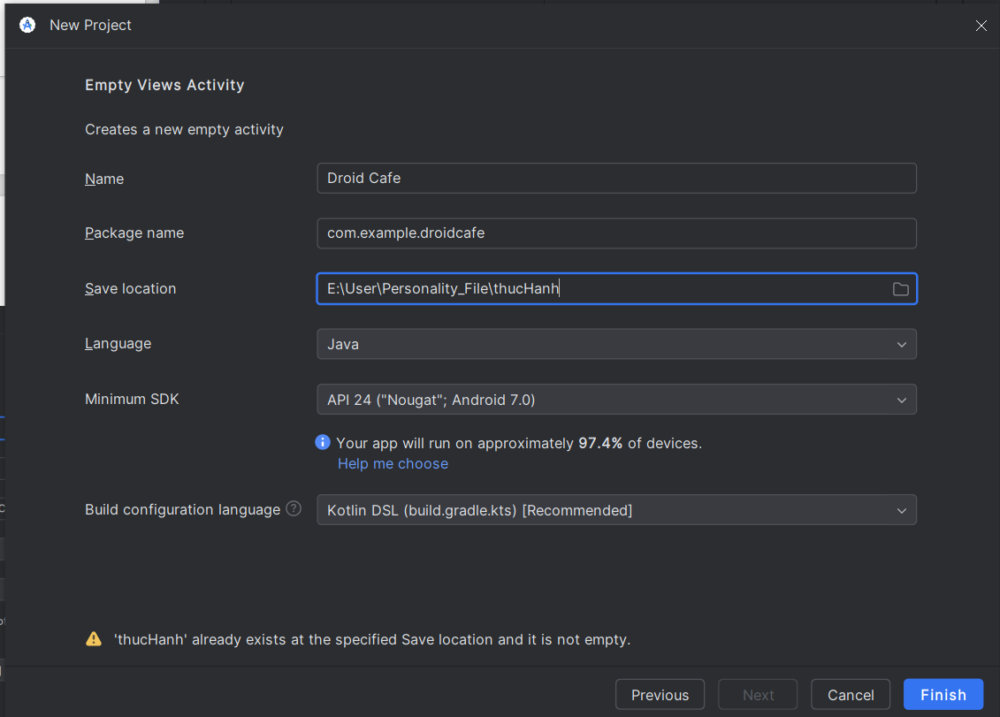 New Project
Empty Views Activity
Creates a new empty activity
Name
Droid Cafe
Package name
com.example.droidcafe
Save location
E:\User\Personality_File\thucHanh
Language
Java
Minimum SDK
API 24 ("Nougat"; Android 7.0)
Your app will run on approximately 97.4% of devices.
Help me choose
Build configuration language ?
Kotlin DSL (build.gradle.kts) [Recommended]
'thucHanh' already exists at the specified Save location and it is not empty.
Previous
Next
Cancel
Finish